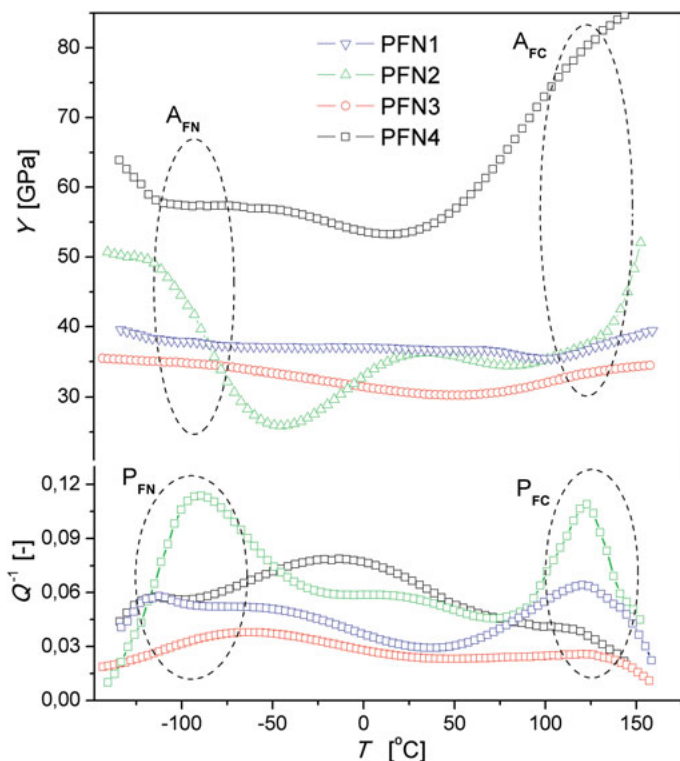 PFN1
PFN2
PFN3
PFN4
A_FN
A_FC
Y [GPa]
85
70
60
50
40
30
P_FN
P_FC
Q⁻¹ [-]
0,12
0,09
0,06
0,03
0,00
-100 -50 0 50 100 150
T [°C]